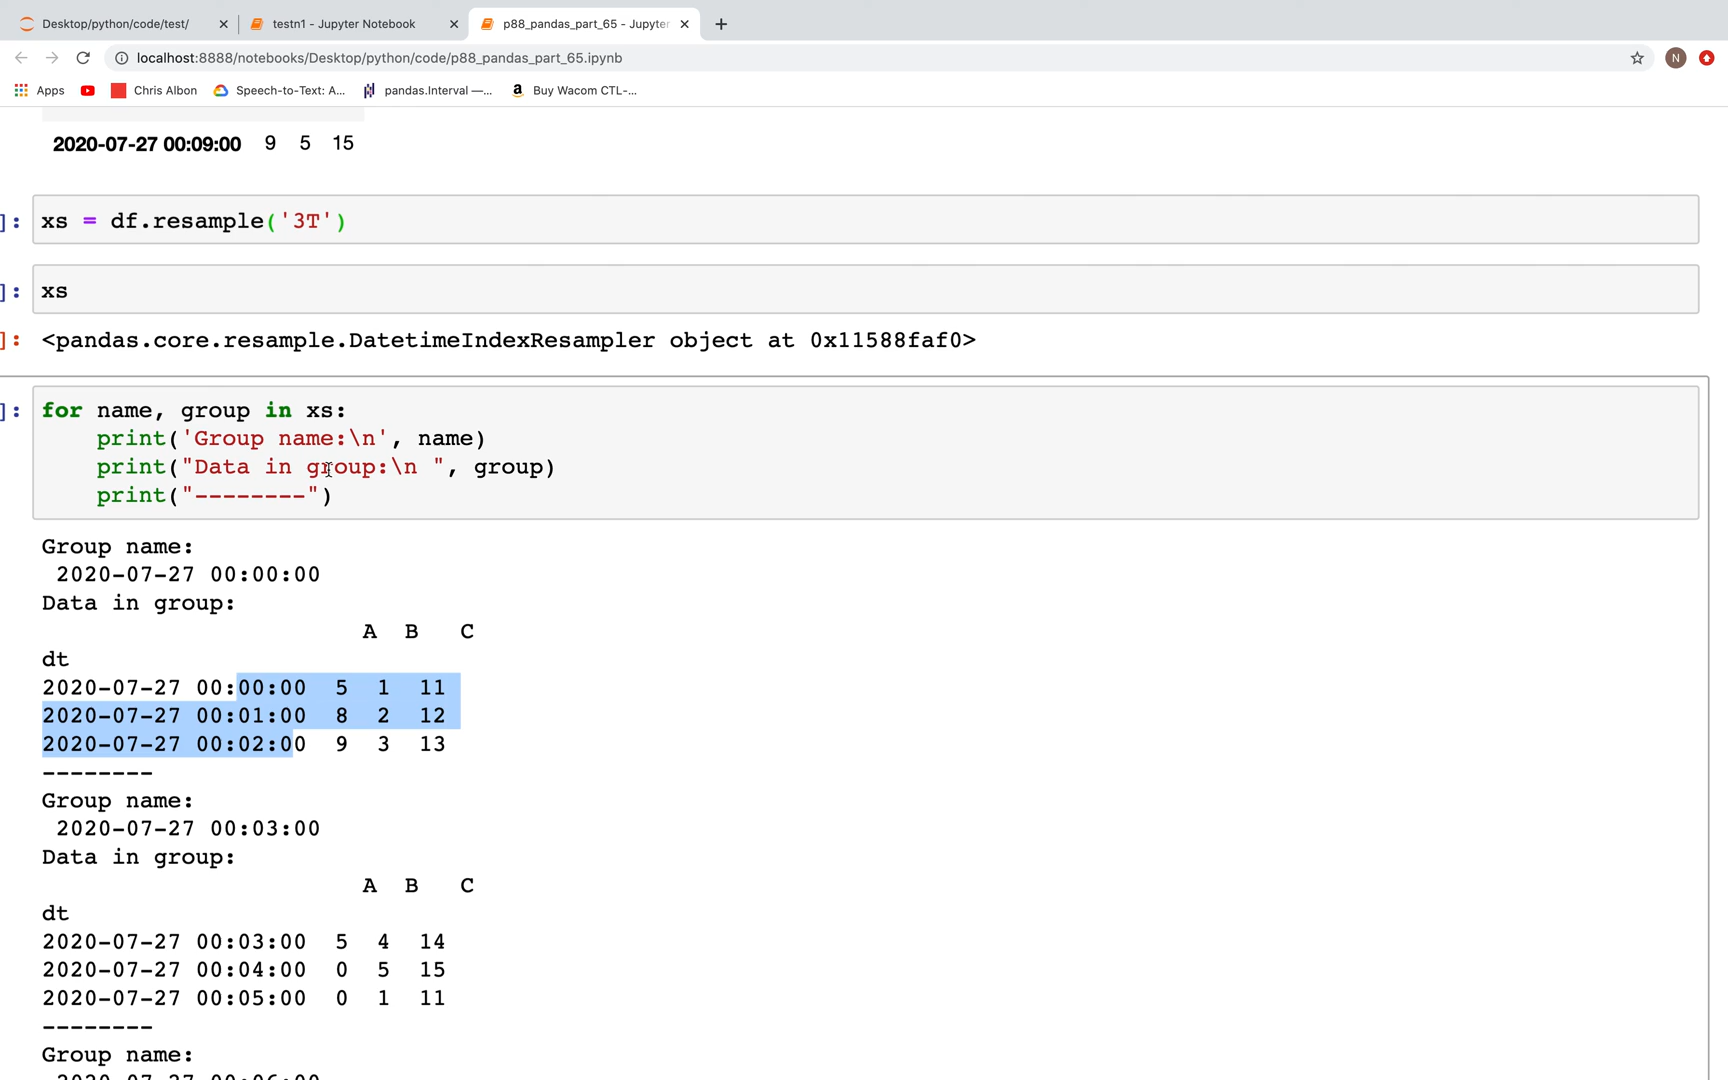 Desktop/python/code/test/
testn1 - Jupyter Notebook
p88_pandas_part_65 - Jupyter
localhost:8888/notebooks/Desktop/python/code/p88_pandas_part_65.ipynb
N
Apps
Chris Albon
Speech-to-Text: A...
pandas.Interval —...
Buy Wacom CTL-...
2020-07-27 00:09:00 9 5 15
]: xs = df.resample('3T')
]: xs
]: <pandas.core.resample.DatetimeIndexResampler object at 0x11588faf0>
]: for name, group in xs:
print('Group name:\n', name)
print("Data in group:\n ", group)
print("--------")
Group name:
2020-07-27 00:00:00
Data in group:
A B C
dt
2020-07-27 00:00:00 5 1 11
2020-07-27 00:01:00 8 2 12
2020-07-27 00:02:00 9 3 13
--------
Group name:
2020-07-27 00:03:00
Data in group:
A B C
dt
2020-07-27 00:03:00 5 4 14
2020-07-27 00:04:00 0 5 15
2020-07-27 00:05:00 0 1 11
--------
Group name:
2020-07-27 00:06:00